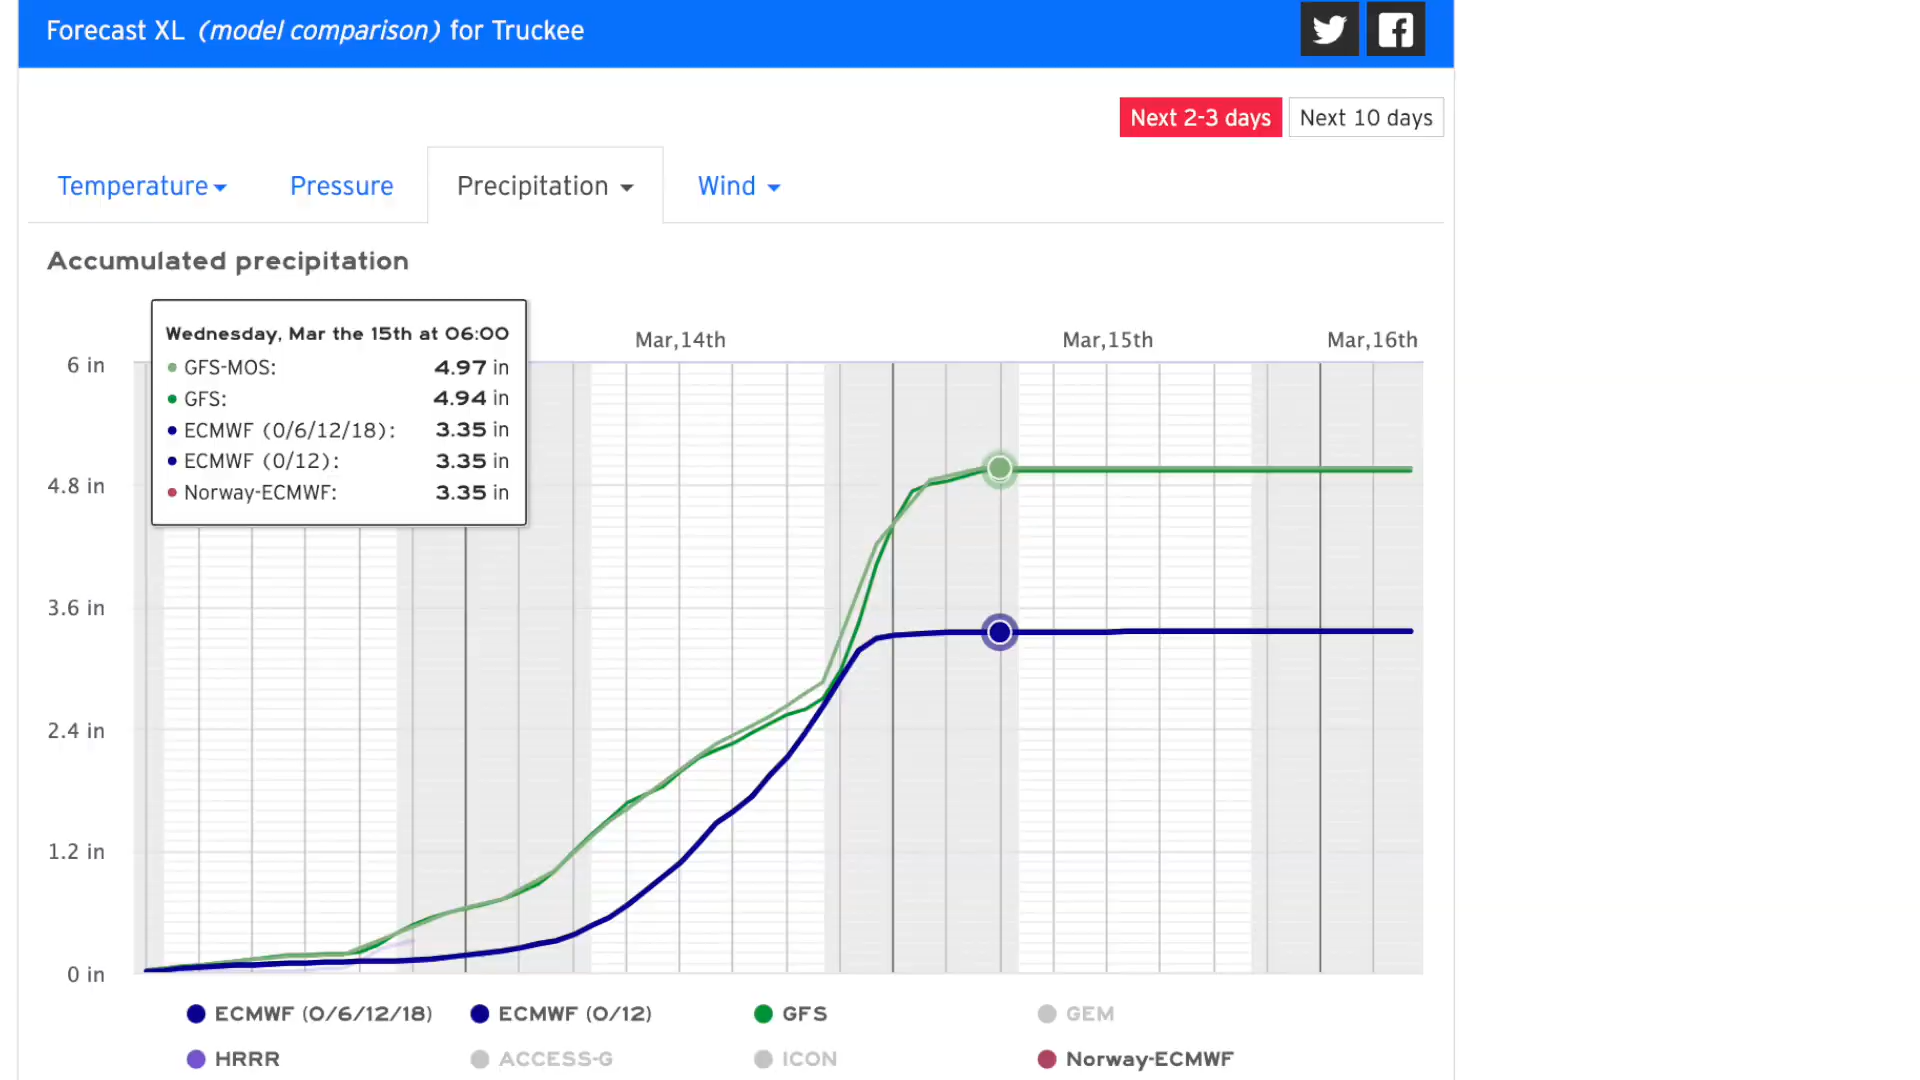 Forecast XL (model comparison) for Truckee
Next 2-3 days Next 10 days
Temperature Pressure Precipitation Wind
Accumulated precipitation
Wednesday, Mar the 15th at 06:00
GFS-MOS: 4.97 in
GFS: 4.94 in
ECMWF (0/6/12/18): 3.35 in
ECMWF (0/12): 3.35 in
Norway-ECMWF: 3.35 in
Mar,14th Mar,15th Mar,16th
6 in
4.8 in
3.6 in
2.4 in
1.2 in
0 in
ECMWF (0/6/12/18) ECMWF (0/12) GFS GEM
HRRR ACCESS-G ICON Norway-ECMWF